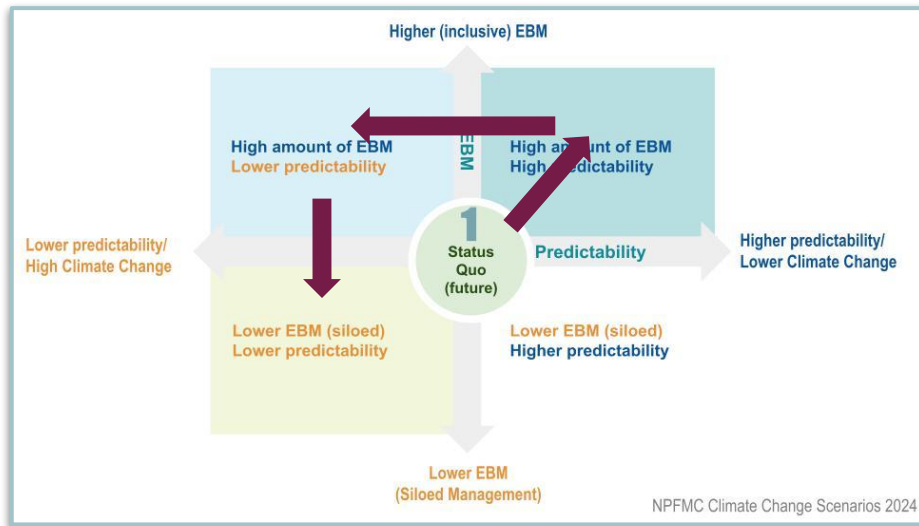 Higher (inclusive) EBM
High amount of EBM
Lower predictability
EBM
High amount of EBM
High predictability
1
Status
Quo
(future)
Predictability
Lower predictability/
High Climate Change
Higher predictability/
Lower Climate Change
Lower EBM (siloed)
Lower predictability
Lower EBM (siloed)
Higher predictability
Lower EBM
(Siloed Management)
NPFMC Climate Change Scenarios 2024